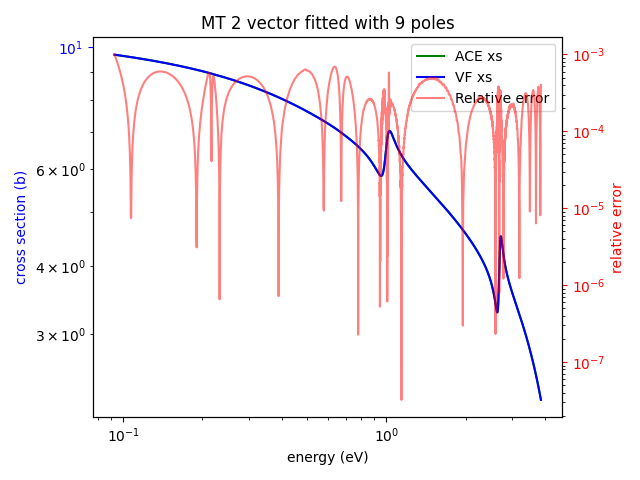 MT 2 vector fitted with 9 poles
ACE xs
VF xs
Relative error
cross section (b)
10¹
6 × 10⁰
4 × 10⁰
3 × 10⁰
10⁻³
10⁻⁴
10⁻⁵
10⁻⁶
10⁻⁷
relative error
10⁻¹
10⁰
energy (eV)